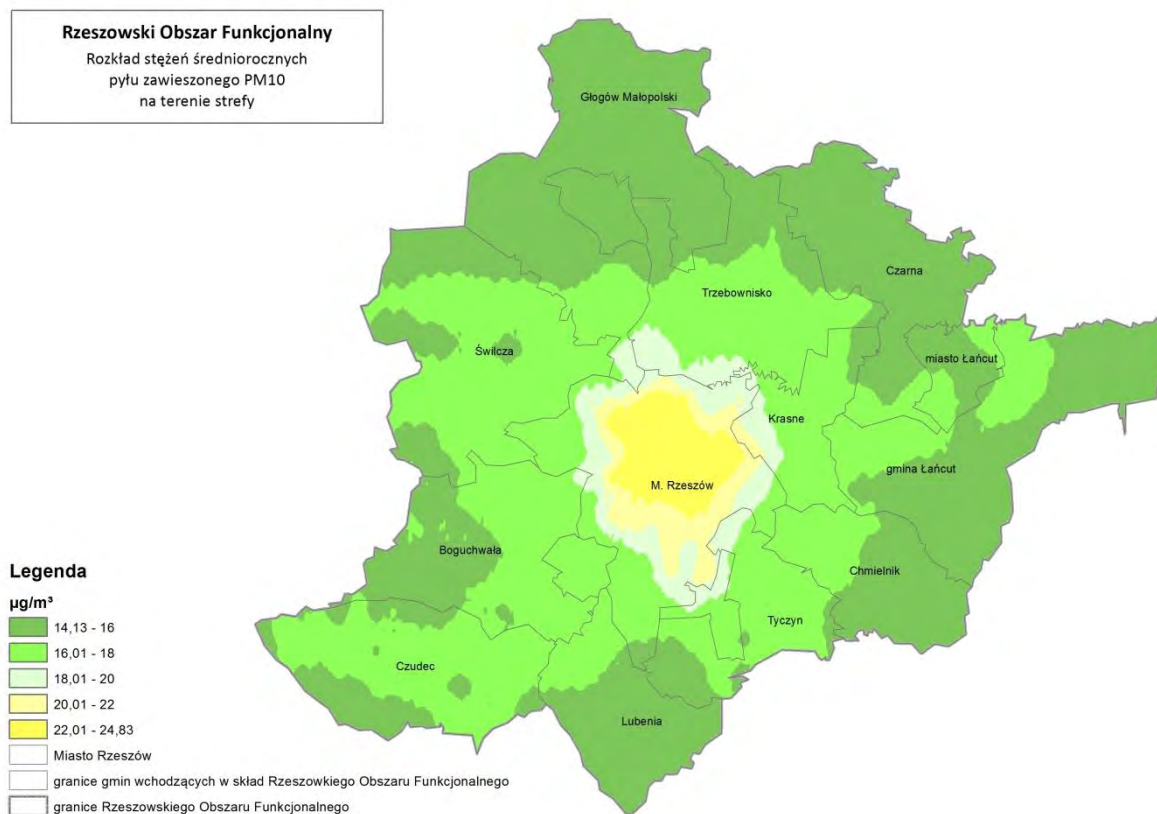 Rzeszowski Obszar Funkcjonalny
Rozkład stężeń średniorocznych
pyłu zawieszonego PM10
na terenie strefy
Głogów Małopolski
Czarna
Trzebownisko
Świlcza
miasto Łańcut
Krasne
gmina Łańcut
M. Rzeszów
Boguchwała
Chmielnik
Tyczyn
Czudec
Lubenia
Legenda
µg/m³
14,13 - 16
16,01 - 18
18,01 - 20
20,01 - 22
22,01 - 24,83
Miasto Rzeszów
granice gmin wchodzących w skład Rzeszowkiego Obszaru Funkcjonalnego
granice Rzeszowskiego Obszaru Funkcjonalnego